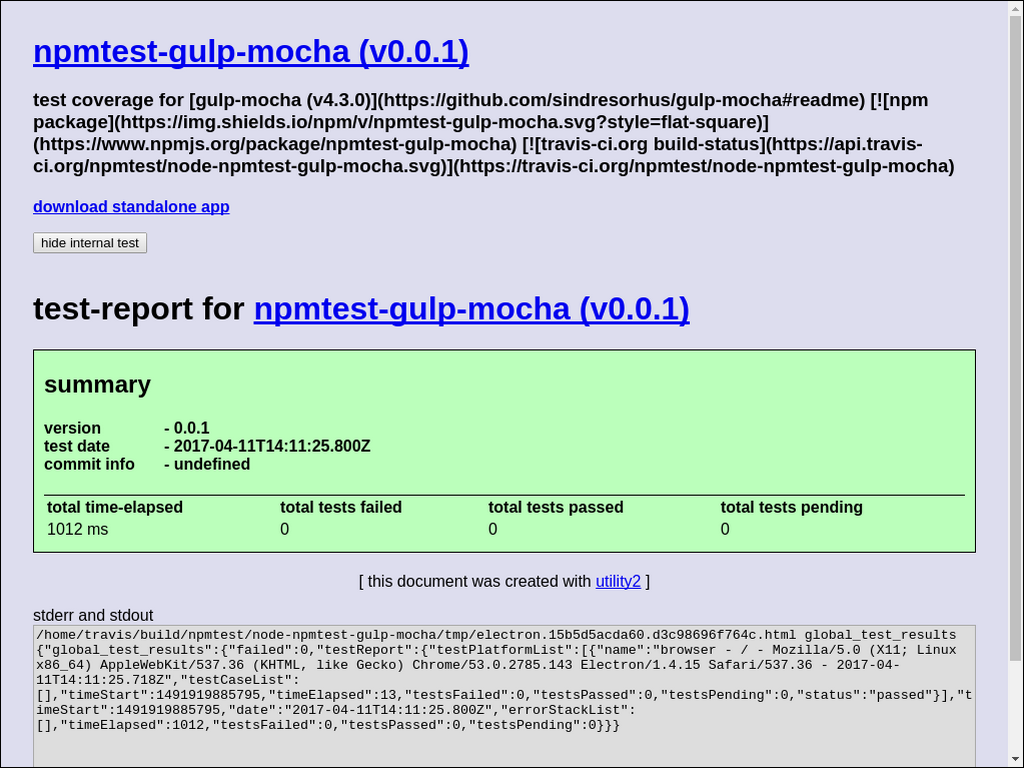 npmtest-gulp-mocha (v0.0.1)
test coverage for [gulp-mocha (v4.3.0)](https://github.com/sindresorhus/gulp-mocha#readme) [![npm
package](https://img.shields.io/npm/v/npmtest-gulp-mocha.svg?style=flat-square)]
(https://www.npmjs.org/package/npmtest-gulp-mocha) [![travis-ci.org build-status](https://api.travis-
ci.org/npmtest/node-npmtest-gulp-mocha.svg)](https://travis-ci.org/npmtest/node-npmtest-gulp-mocha)
download standalone app
hide internal test
test-report for npmtest-gulp-mocha (v0.0.1)
summary
version - 0.0.1
test date - 2017-04-11T14:11:25.800Z
commit info - undefined
total time-elapsed total tests failed total tests passed total tests pending
1012 ms 0 0 0
[ this document was created with utility2 ]
stderr and stdout
/home/travis/build/npmtest/node-npmtest-gulp-mocha/tmp/electron.15b5d5acda60.d3c98696f764c.html global_test_results
{"global_test_results":{"failed":0,"testReport":{"testPlatformList":[{"name":"browser - / - Mozilla/5.0 (X11; Linux
x86_64) AppleWebKit/537.36 (KHTML, like Gecko) Chrome/53.0.2785.143 Electron/1.4.15 Safari/537.36 - 2017-04-
11T14:11:25.718Z","testCaseList":
[],"timeStart":1491919885795,"timeElapsed":13,"testsFailed":0,"testsPassed":0,"testsPending":0,"status":"passed"}],"t
imeStart":1491919885795,"date":"2017-04-11T14:11:25.800Z","errorStackList":
[],"timeElapsed":1012,"testsFailed":0,"testsPassed":0,"testsPending":0}}}